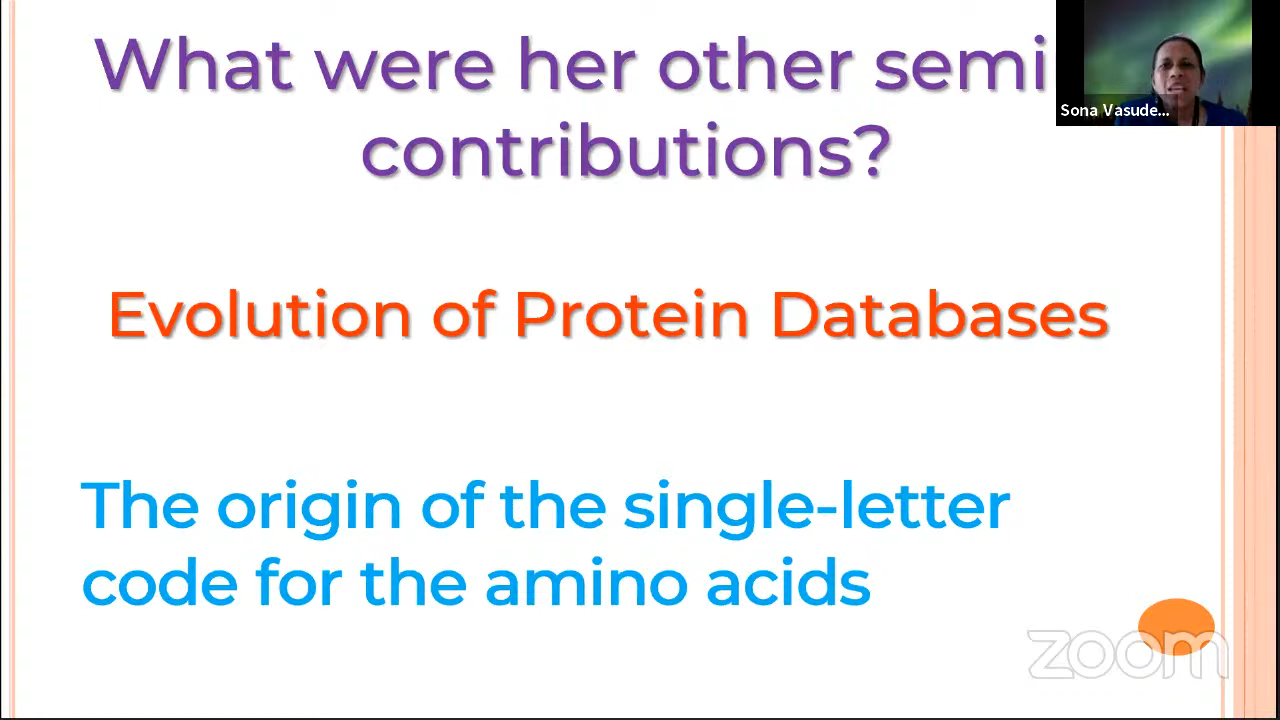 What were her other semi
contributions?
Sona Vasude...
Evolution of Protein Databases
The origin of the single-letter
code for the amino acids
zoom